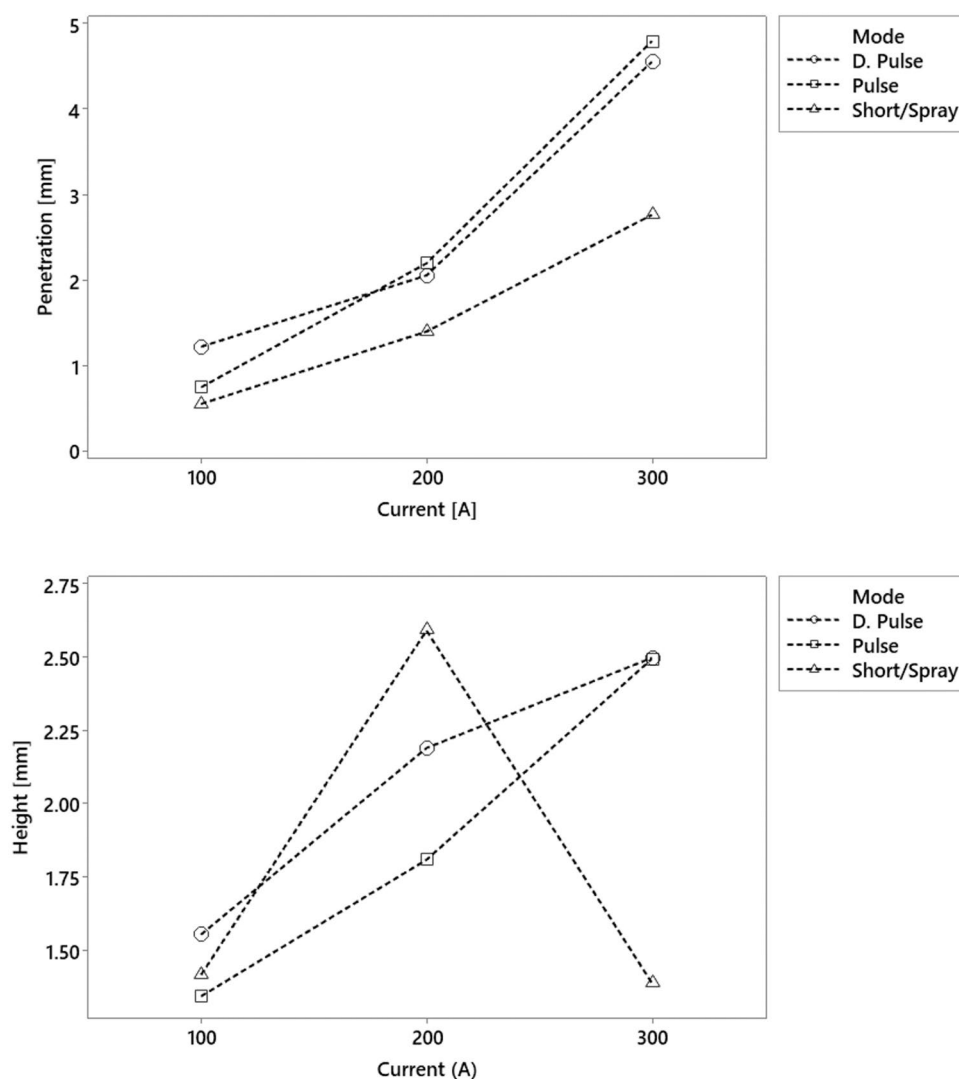 5
4
3
2
1
0
Penetration [mm]
100 200 300
Current [A]
Mode
D. Pulse
Pulse
Short/Spray
2.75
2.50
2.25
2.00
1.75
1.50
Height [mm]
100 200 300
Current (A)
Mode
D. Pulse
Pulse
Short/Spray